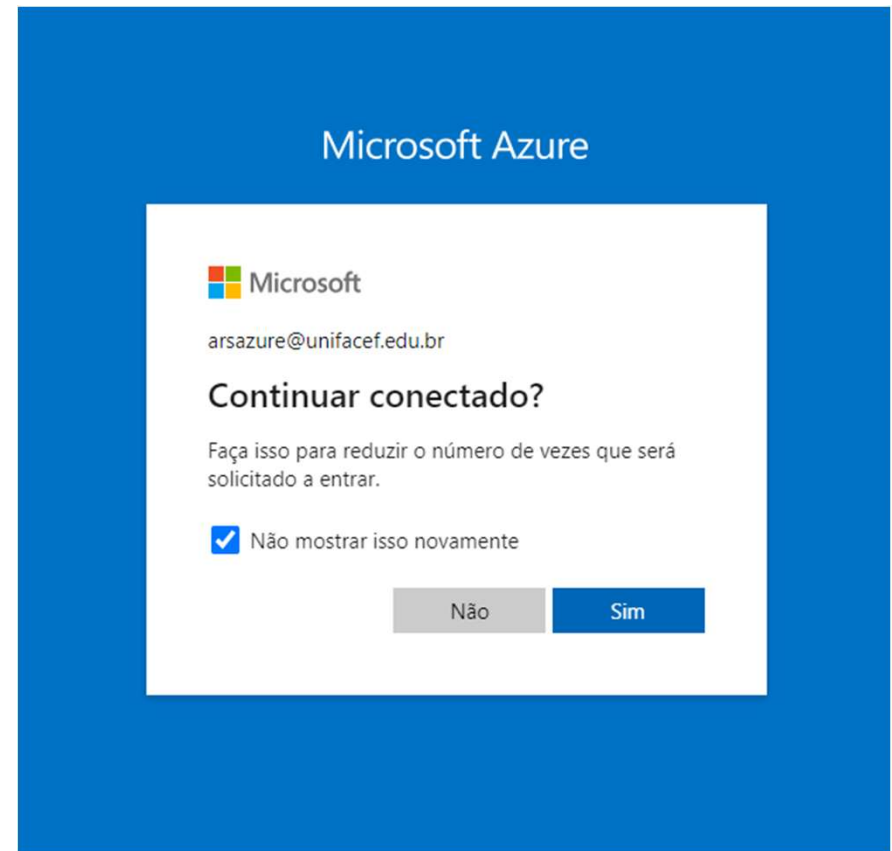 Microsoft Azure
Microsoft
arsazure@unifacef.edu.br
Continuar conectado?
Faça isso para reduzir o número de vezes que será
solicitado a entrar.
Não mostrar isso novamente
Não
Sim